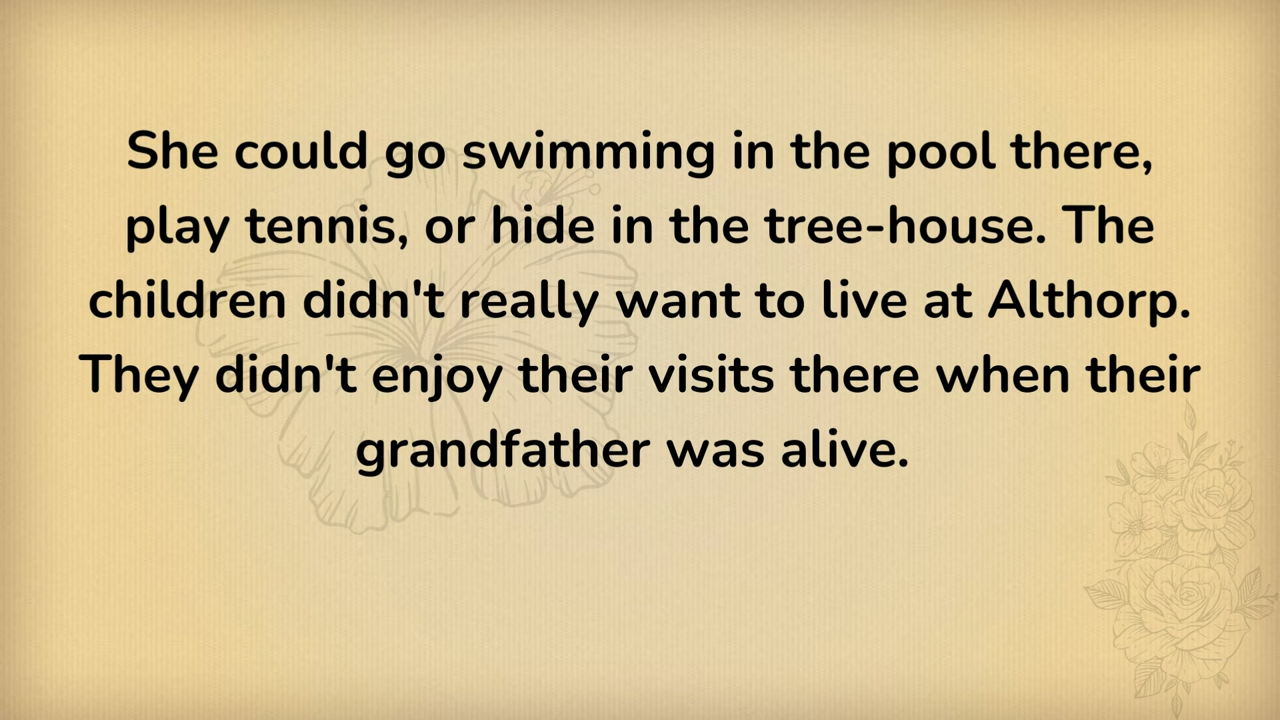 She could go swimming in the pool there,
play tennis, or hide in the tree-house. The
children didn't really want to live at Althorp.
They didn't enjoy their visits there when their
grandfather was alive.